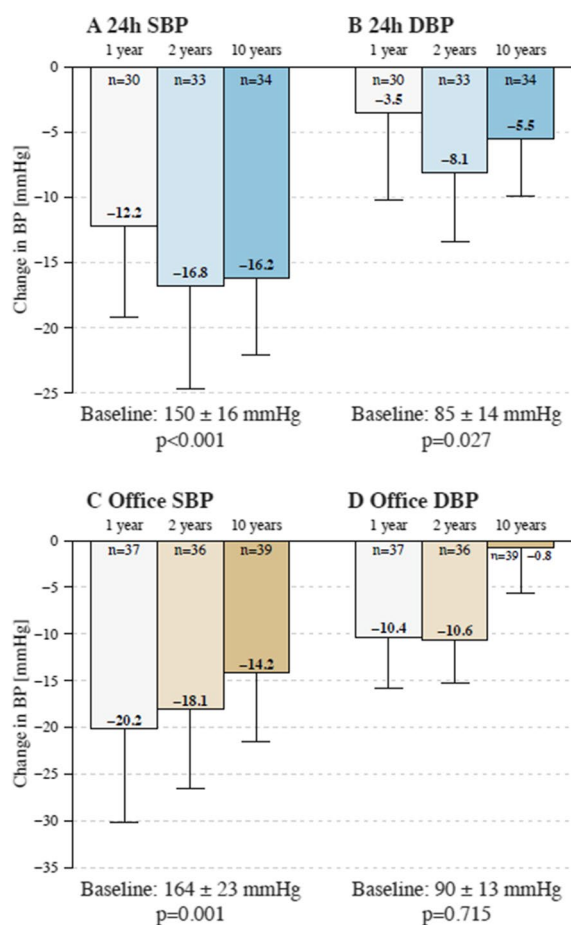 A 24h SBP
B 24h DBP
1 year 2 years 10 years
1 year 2 years 10 years
0
−5
−10
−15
−20
−25
Change in BP [mmHg]
n=30 n=33 n=34
−12.2
−16.8
−16.2
n=30 n=33 n=34
−3.5
−8.1
−5.5
Baseline: 150 ± 16 mmHg
p<0.001
Baseline: 85 ± 14 mmHg
p=0.027
C Office SBP
D Office DBP
1 year 2 years 10 years
1 year 2 years 10 years
0
−5
−10
−15
−20
−25
−30
−35
Change in BP [mmHg]
n=37 n=36 n=39
−20.2
−18.1
−14.2
n=37 n=36 n=39 −0.8
−10.4
−10.6
Baseline: 164 ± 23 mmHg
p=0.001
Baseline: 90 ± 13 mmHg
p=0.715